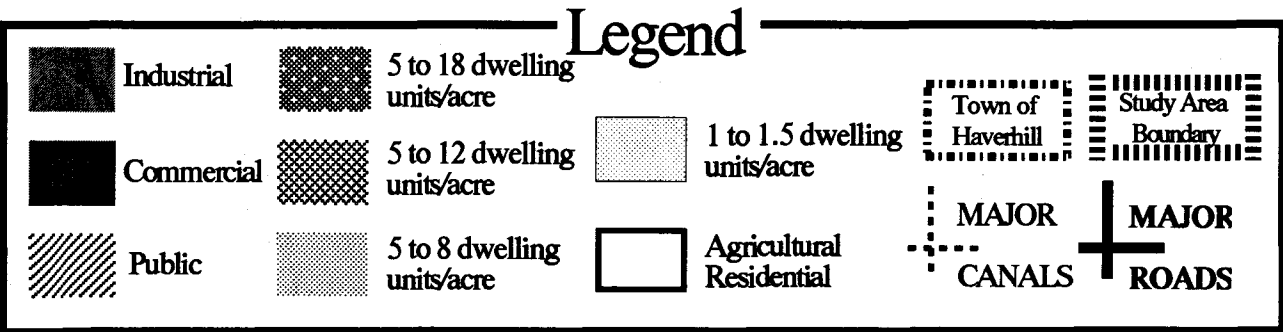 Legend
Industrial
Commercial
Public
5 to 18 dwelling
units/acre
5 to 12 dwelling
units/acre
5 to 8 dwelling
units/acre
1 to 1.5 dwelling
units/acre
Agricultural
Residential
Town of
Haverhill
Study Area
Boundary
MAJOR
CANALS
MAJOR
ROADS